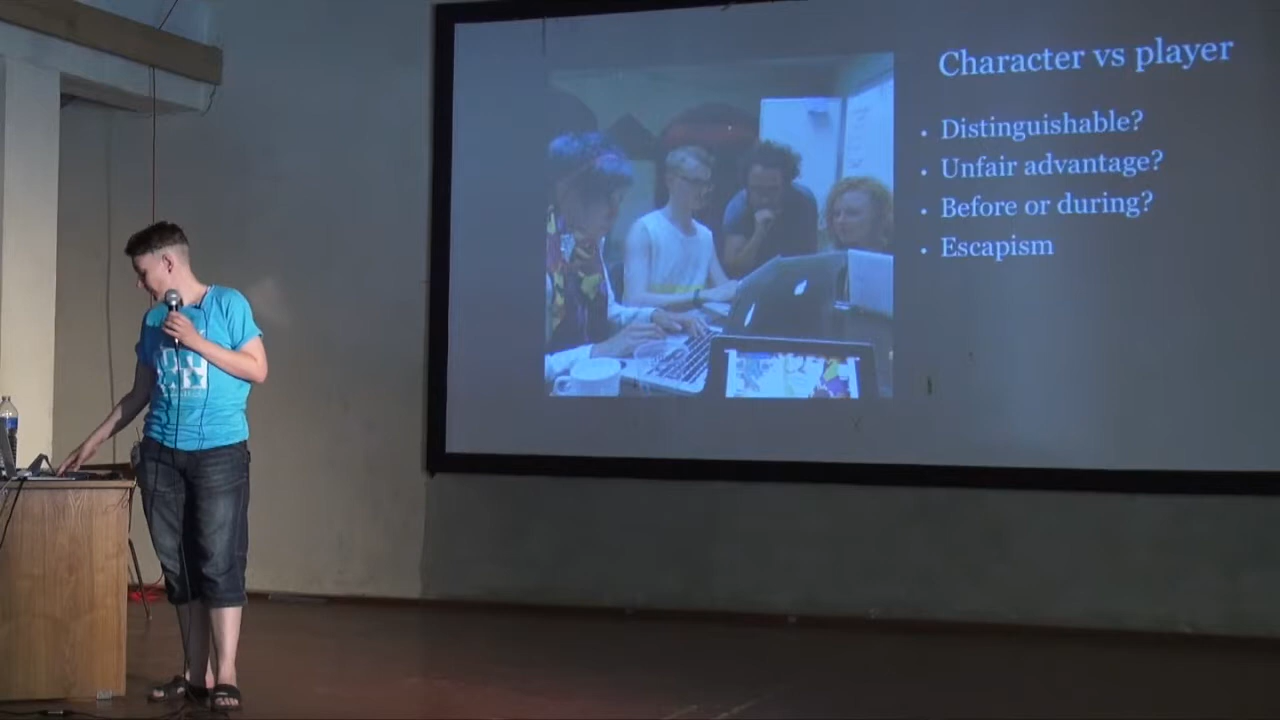 Character vs player
• Distinguishable?
• Unfair advantage?
• Before or during?
• Escapism